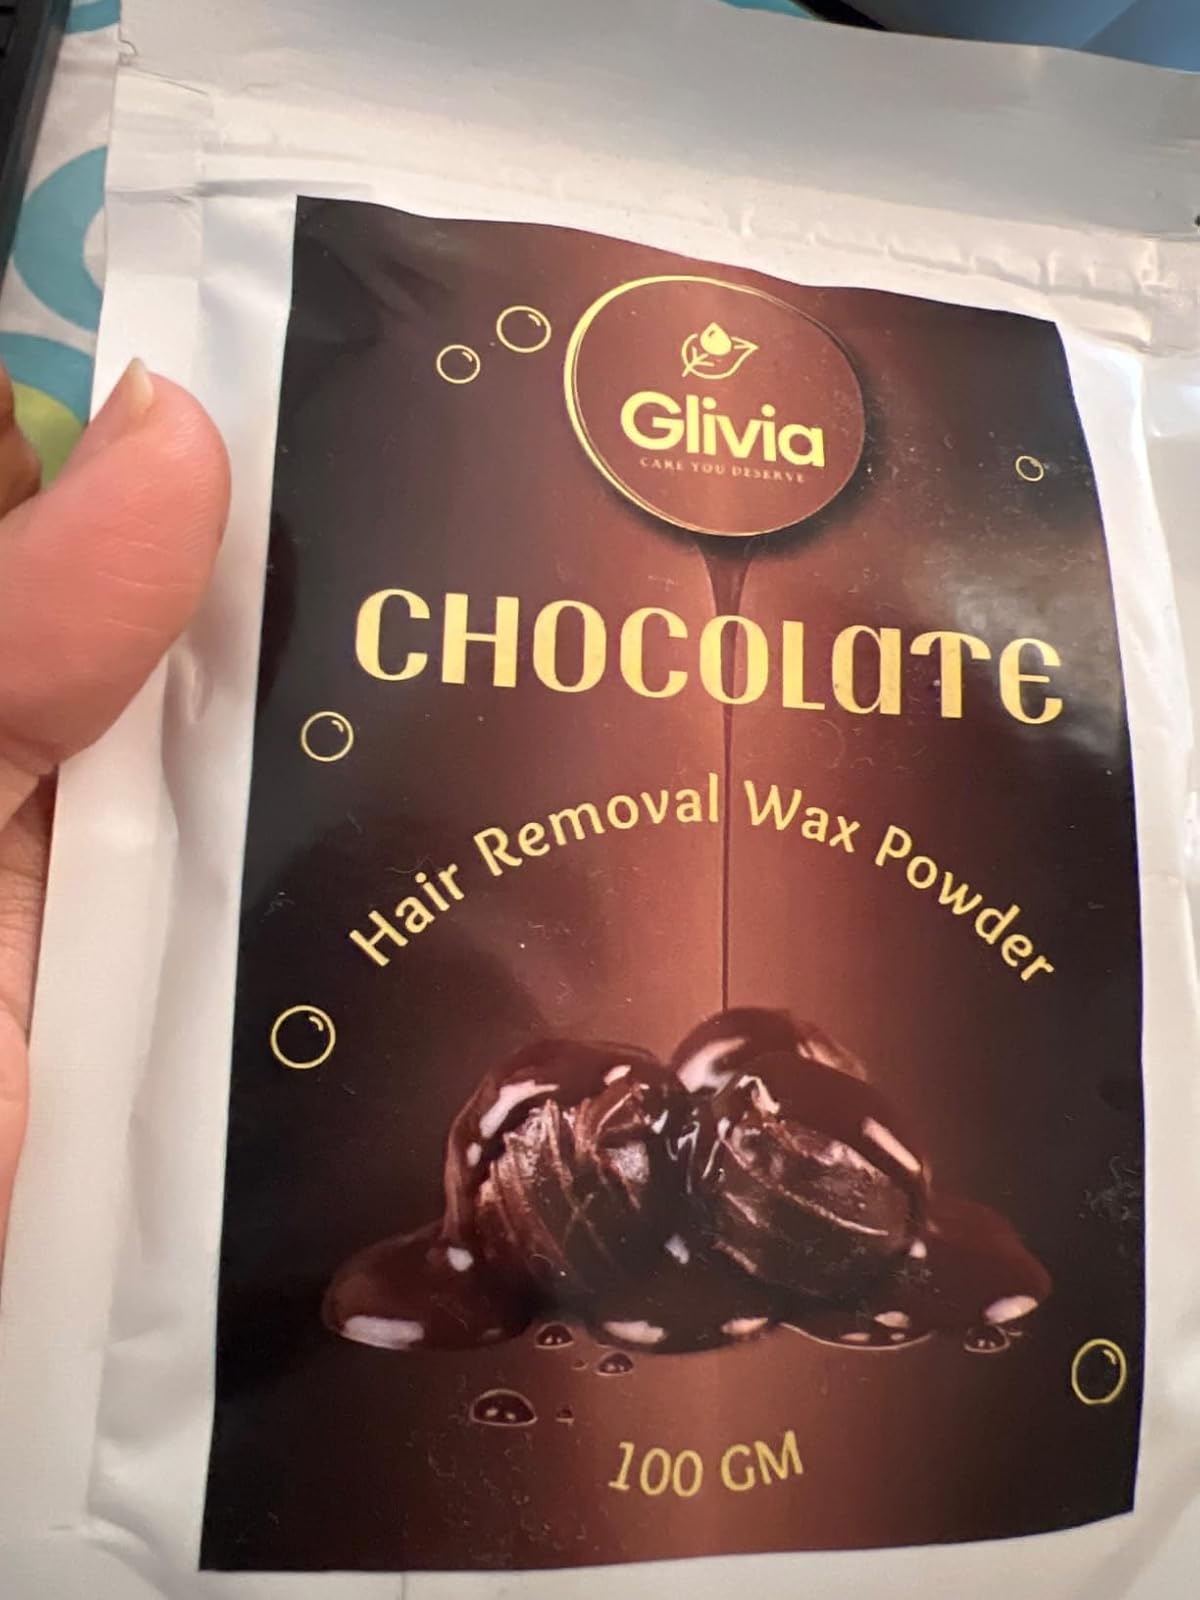 Glivia
CARE YOU DESERVE
CHOCOLATE
Hair Removal Wax Powder
100 GM